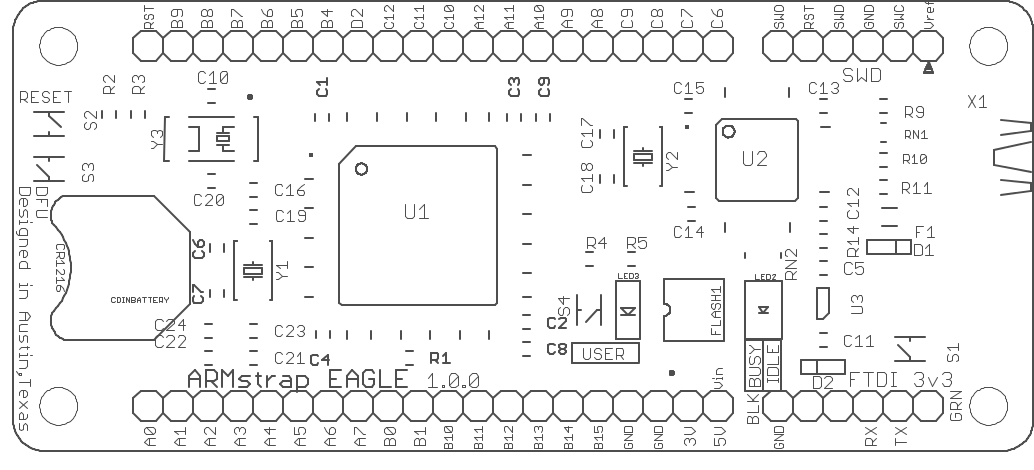 RST B9 B8 B7 B6 B5 B4 D2 C12 C11 C10 A12 A11 A10 A9 A8 C9 C8 C7 C6
SWD RST SWD GND SWC Vref
SWD
R2 R3 C10 C1 C3 C9 C15 C13
X1
RESET
S2
Y3
R9
C17
RN1
Y2
U2
R10
S3
C18
R11
C20
C16
C12
DFU
C19
U1
C14
F1
R14
D1
Designed in Austin,Texas
C6
R4 R5
CR1216
Y1
RN2
C5
LED3
LED2
C7
COINBATTERY
S4
FLASH1
U3
C24
C2
C23
C22
C11
C8
USER
S1
C21
C4
R1
BUSY
IDLE
ARMstrap EAGLE 1.0.0
Vin
D2
FTDI 3v3
BLK
GRN
A0 A1 A2 A3 A4 A5 A6 A7 B0 B1 B10 B11 B12 B13 B14 B15 GND GND 3V 5V
GND RX TX